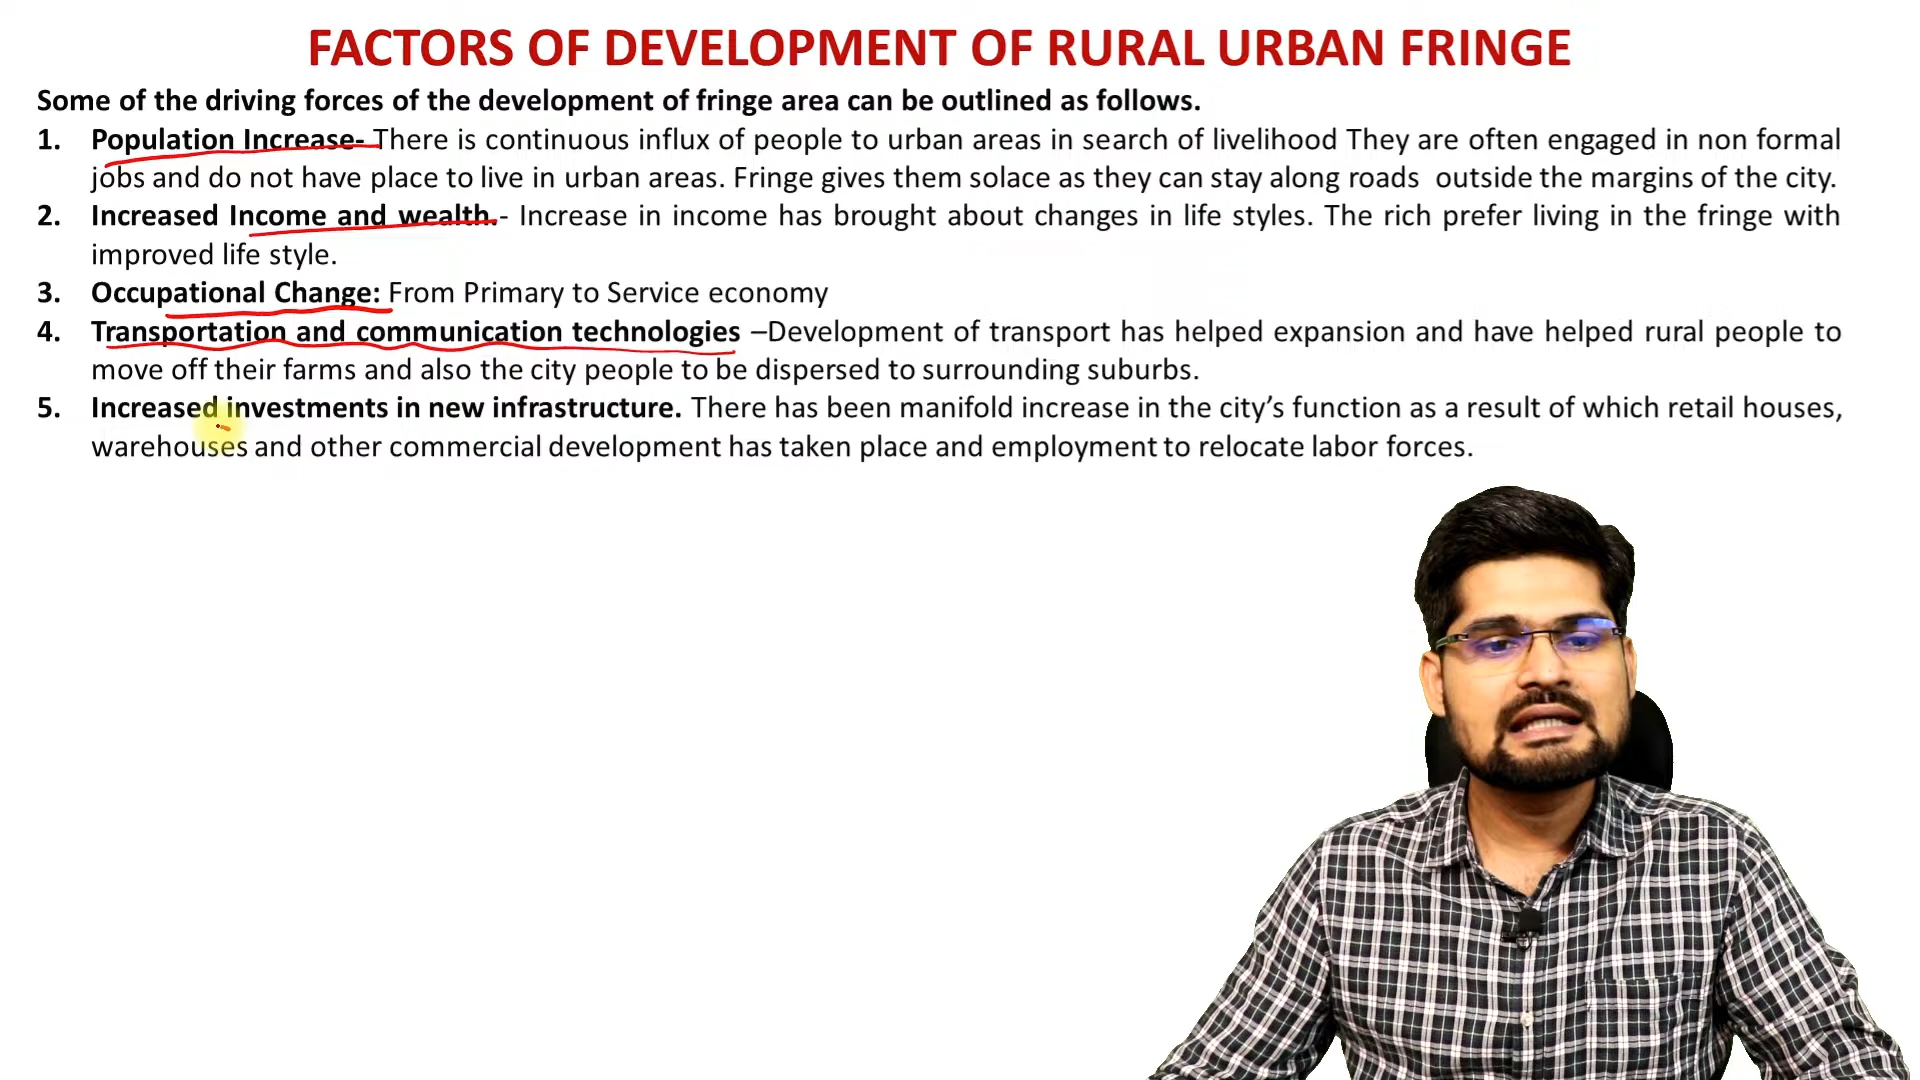 FACTORS OF DEVELOPMENT OF RURAL URBAN FRINGE
Some of the driving forces of the development of fringe area can be outlined as follows.
1. Population Increase- There is continuous influx of people to urban areas in search of livelihood They are often engaged in non formal
jobs and do not have place to live in urban areas. Fringe gives them solace as they can stay along roads outside the margins of the city.
2. Increased Income and wealth.- Increase in income has brought about changes in life styles. The rich prefer living in the fringe with
improved life style.
3. Occupational Change: From Primary to Service economy
4. Transportation and communication technologies –Development of transport has helped expansion and have helped rural people to
move off their farms and also the city people to be dispersed to surrounding suburbs.
5. Increased investments in new infrastructure. There has been manifold increase in the city’s function as a result of which retail houses,
warehouses and other commercial development has taken place and employment to relocate labor forces.